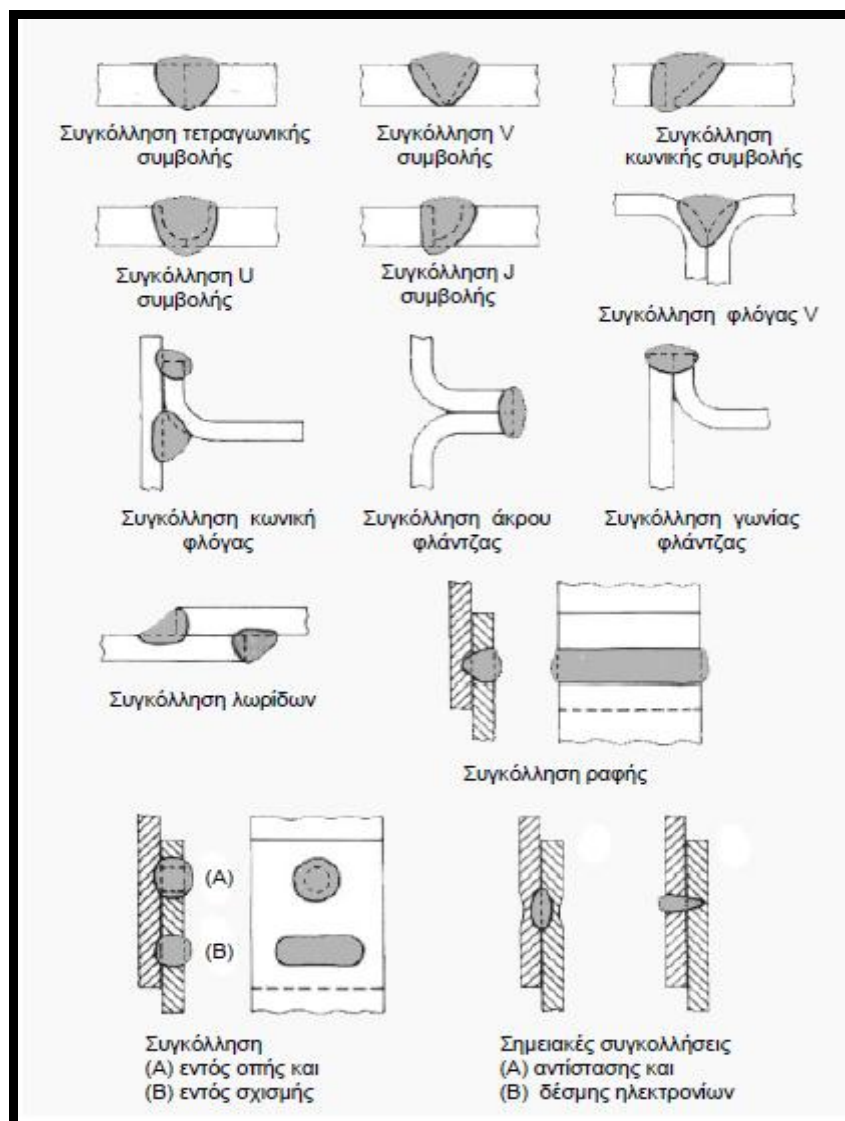 Συγκόλληση τετραγωνικής
συμβολής
Συγκόλληση V
συμβολής
Συγκόλληση
κωνικής συμβολής
Συγκόλληση U
συμβολής
Συγκόλληση J
συμβολής
Συγκόλληση φλόγας V
Συγκόλληση κωνική
φλόγας
Συγκόλληση άκρου
φλάντζας
Συγκόλληση γωνίας
φλάντζας
Συγκόλληση λωρίδων
Συγκόλληση ραφής
(A)
(B)
Συγκόλληση
(A) εντός οπής και
(B) εντός σχισμής
Σημειακές συγκολλήσεις
(A) αντίστασης και
(B) δέσμης ηλεκτρονίων